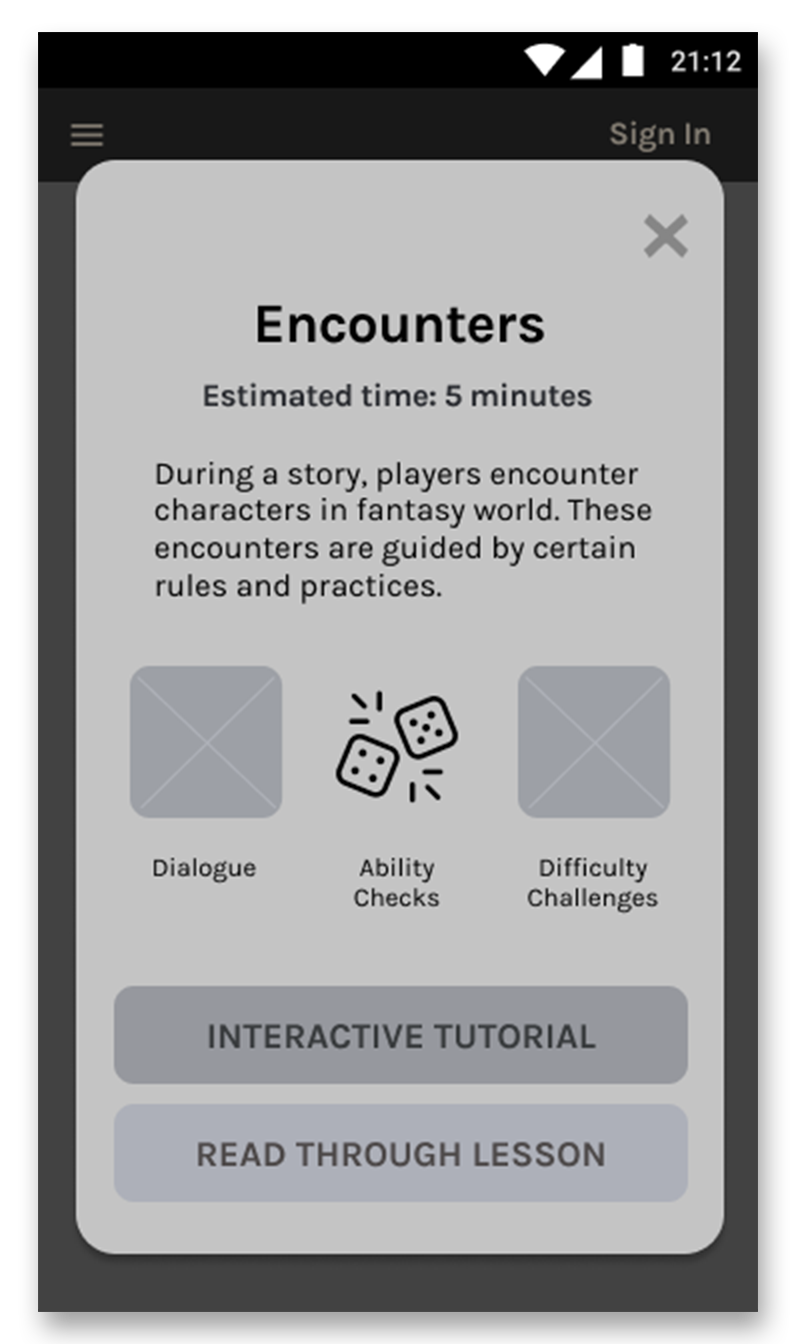 21:12
Sign In
Encounters
Estimated time: 5 minutes
During a story, players encounter
characters in fantasy world. These
encounters are guided by certain
rules and practices.
Dialogue
Ability
Checks
Difficulty
Challenges
INTERACTIVE TUTORIAL
READ THROUGH LESSON